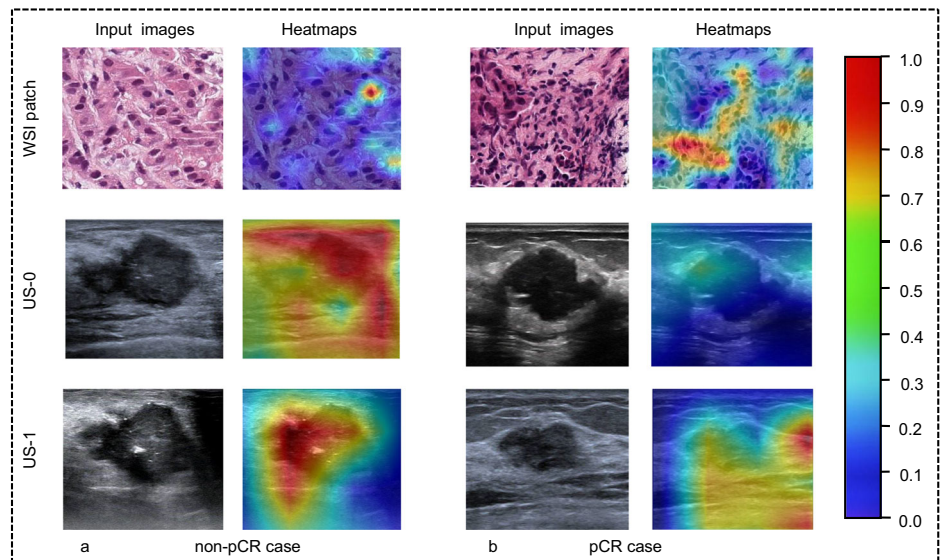 Input images Heatmaps Input images Heatmaps
WSI patch
US-0
US-1
1.0
0.9
0.8
0.7
0.6
0.5
0.4
0.3
0.2
0.1
0.0
a non-pCR case b pCR case